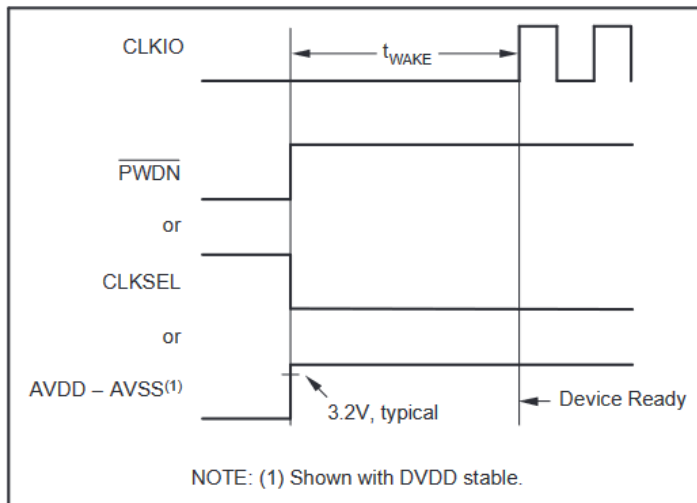 CLKIO
tWAKE
PWDN
or
CLKSEL
or
AVDD – AVSS(1)
3.2V, typical
Device Ready
NOTE: (1) Shown with DVDD stable.